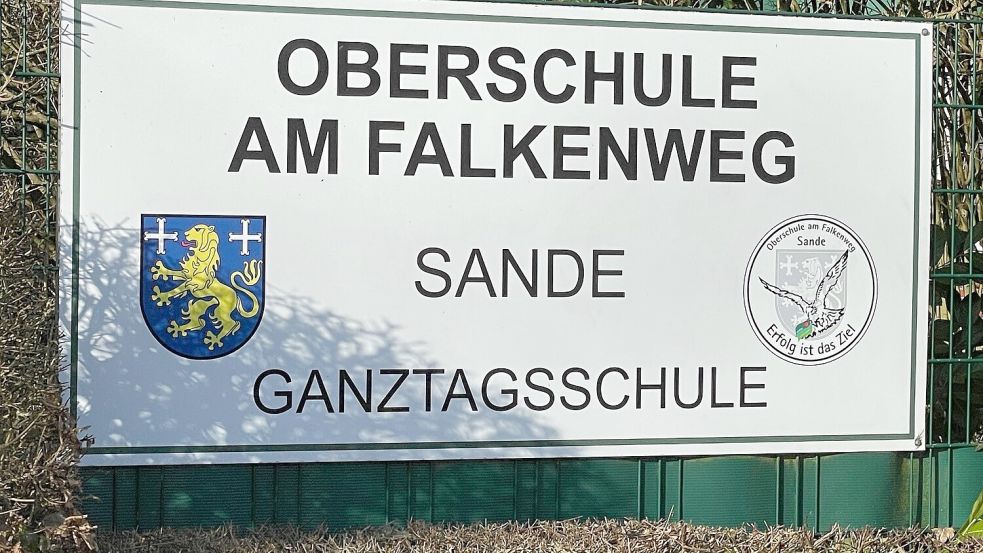 OBERSCHULE
AM FALKENWEG
SANDE
Oberschule am Falkenweg
Sande
Erfolg ist das Ziel
GANZTAGSSCHULE